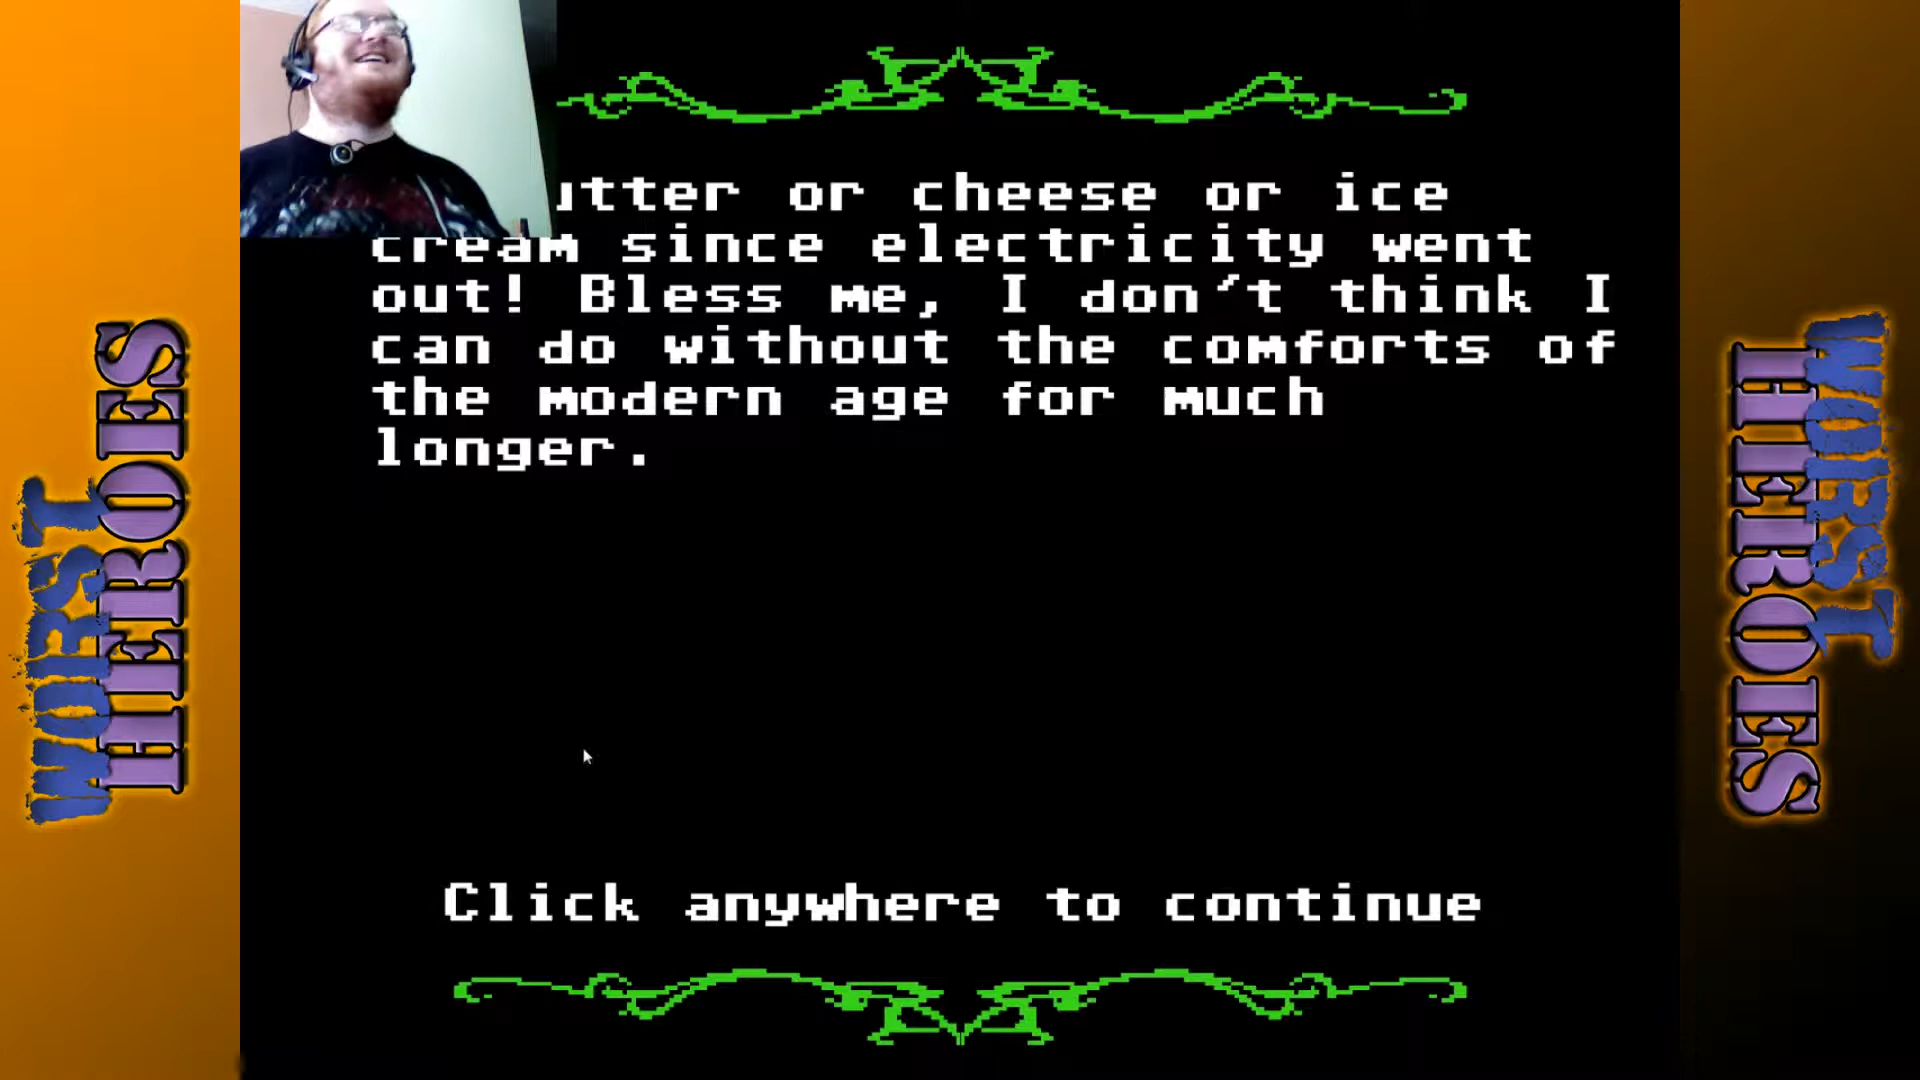 or cheese or ice
cream since electricity went
out! Bless me, I don't think I
can do without the comforts of
the modern age for much
longer.
Click anywhere to continue
WORST
HEROES
WORST
HEROES